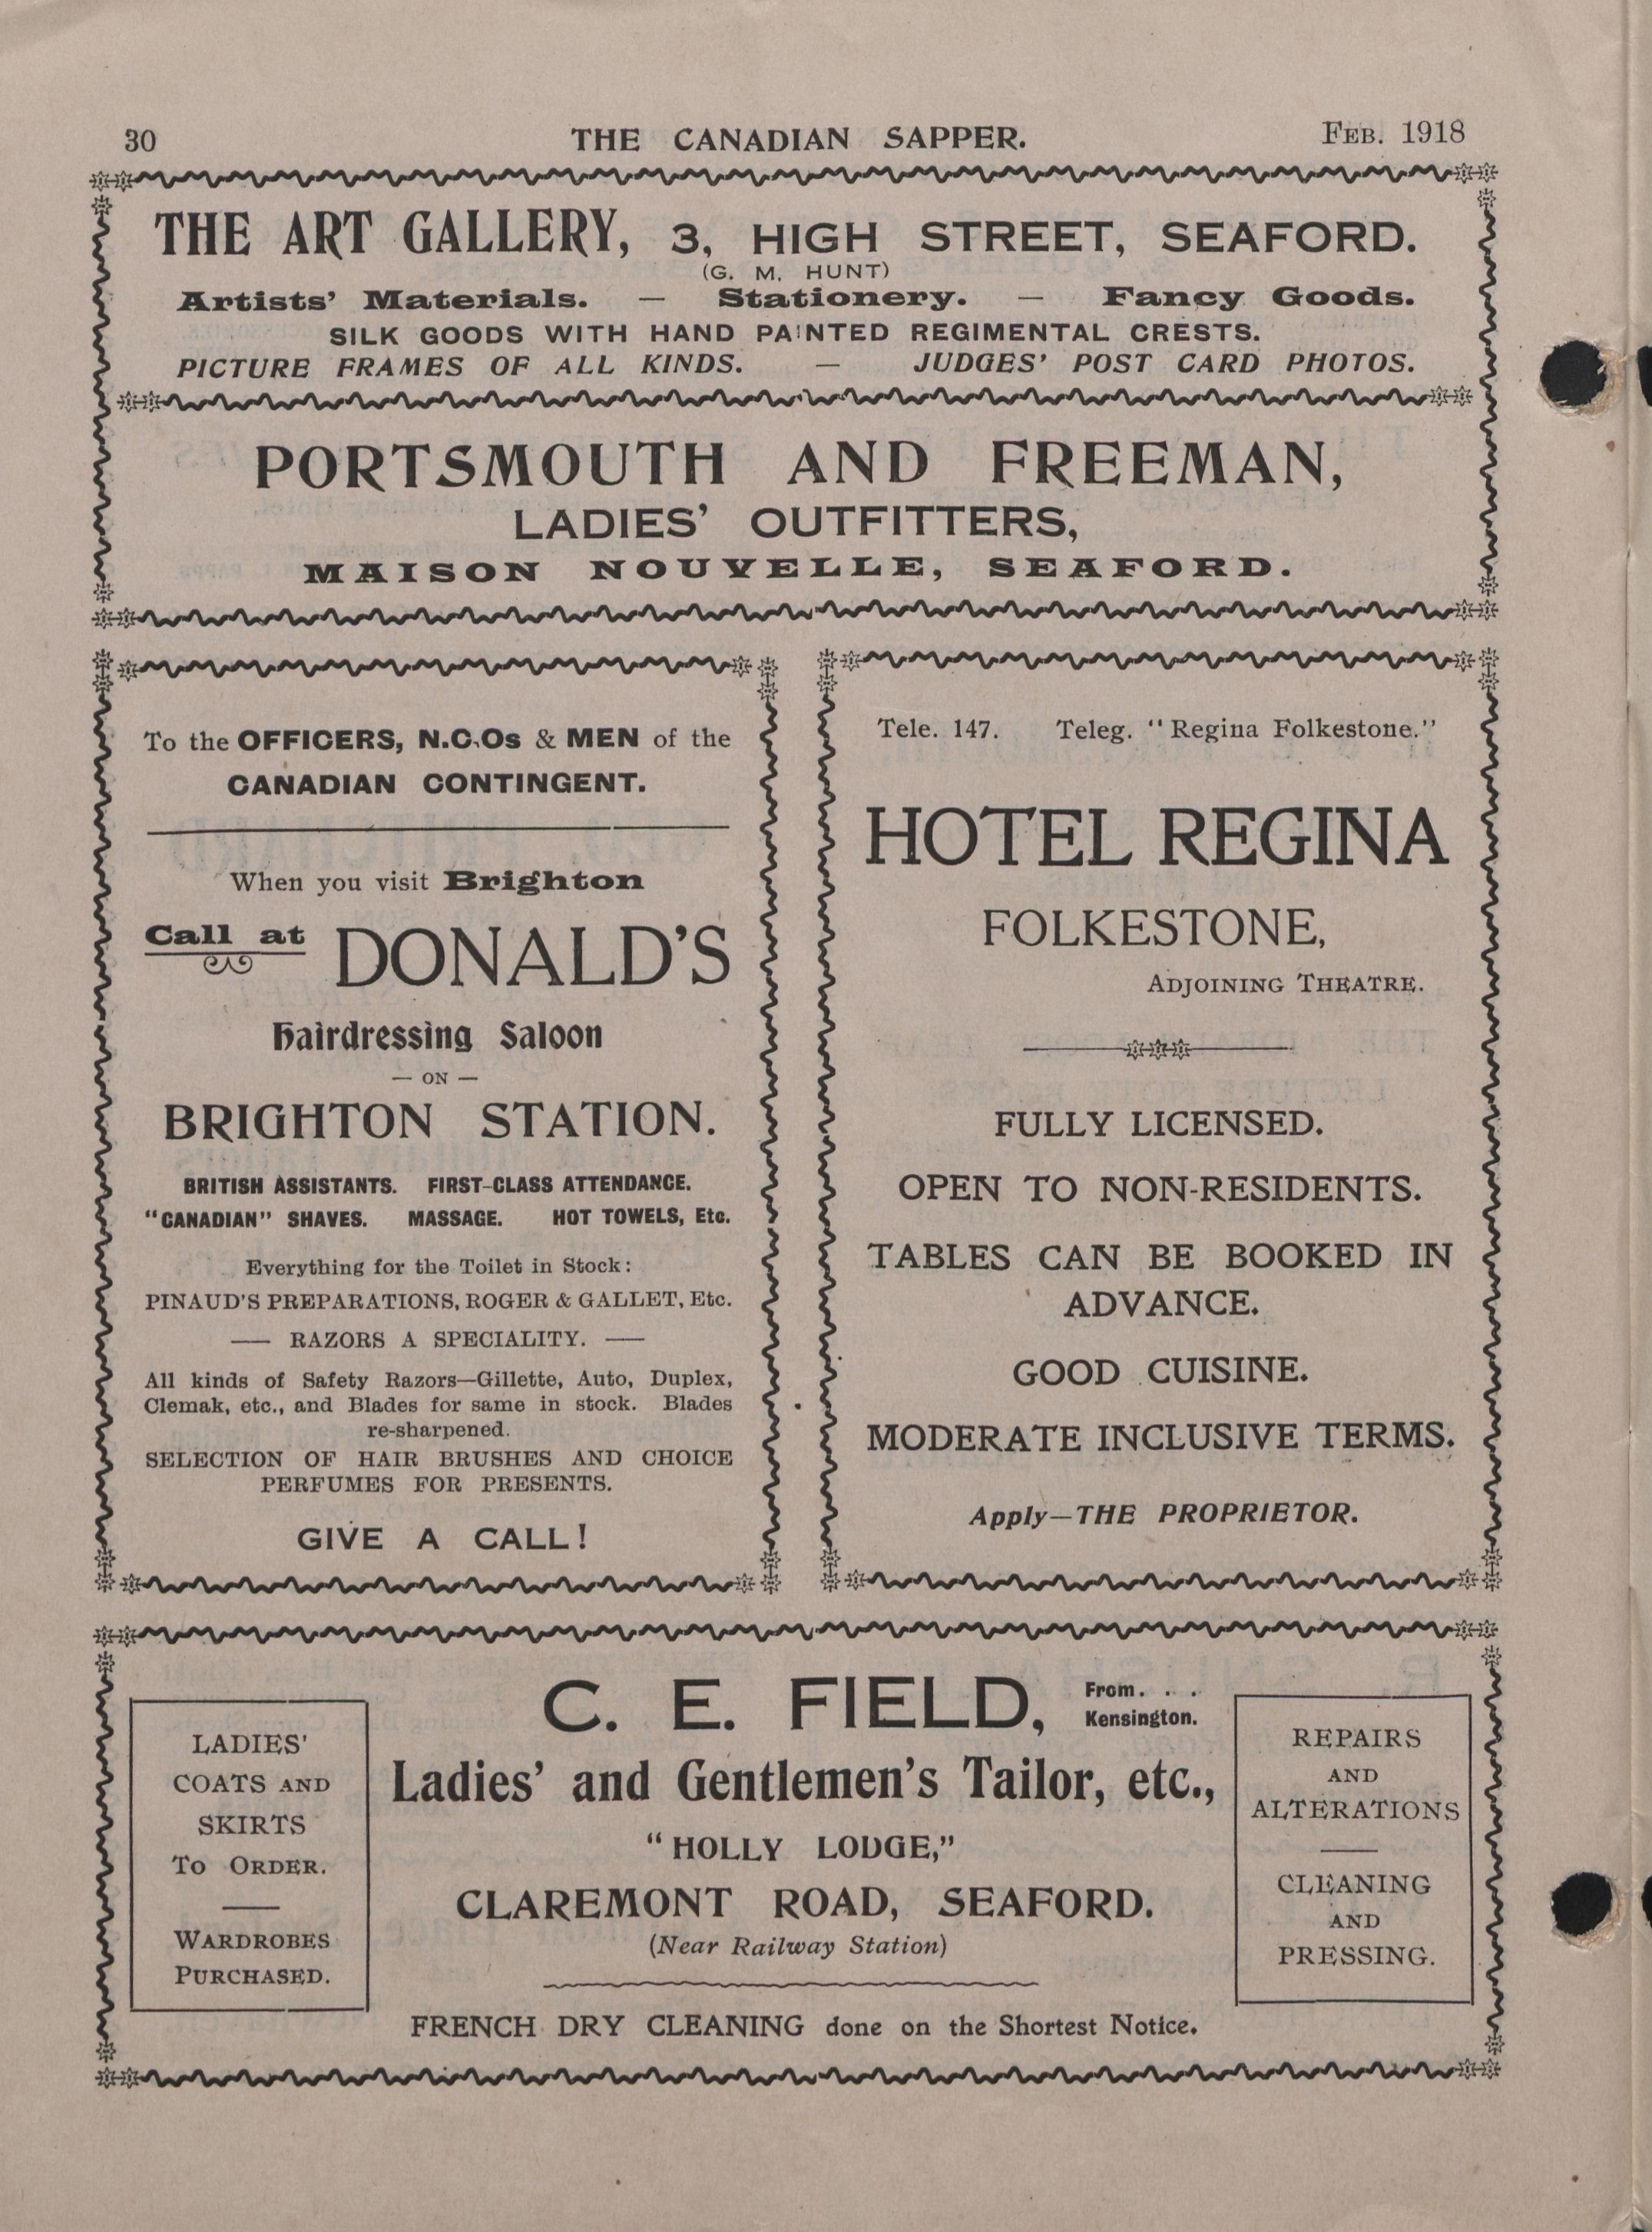 30 THE CANADIAN SAPPER. FEB. 1918
THE ART GALLERY, 3, HIGH STREET, SEAFORD.
(G. M. HUNT)
Artists' Materials. — Stationery. — Fancy Goods.
SILK GOODS WITH HAND PAINTED REGIMENTAL CRESTS.
PICTURE FRAMES OF ALL KINDS. — JUDGES' POST CARD PHOTOS.
PORTSMOUTH AND FREEMAN,
LADIES' OUTFITTERS,
MAISON NOUVELLE, SEAFORD.
To the OFFICERS, N.C.Os & MEN of the
CANADIAN CONTINGENT.
When you visit Brighton
Call at DONALD'S
Hairdressing Saloon
— ON —
BRIGHTON STATION.
BRITISH ASSISTANTS. FIRST-CLASS ATTENDANCE.
"CANADIAN" SHAVES. MASSAGE. HOT TOWELS, Etc.
Everything for the Toilet in Stock:
PINAUD'S PREPARATIONS, ROGER & GALLET, Etc.
— RAZORS A SPECIALITY. —
All kinds of Safety Razors—Gillette, Auto, Duplex,
Clemak, etc., and Blades for same in stock. Blades
re-sharpened.
SELECTION OF HAIR BRUSHES AND CHOICE
PERFUMES FOR PRESENTS.
GIVE A CALL!
Tele. 147. Teleg. "Regina Folkestone."
HOTEL REGINA
FOLKESTONE,
ADJOINING THEATRE.
FULLY LICENSED.
OPEN TO NON-RESIDENTS.
TABLES CAN BE BOOKED IN
ADVANCE.
GOOD CUISINE.
MODERATE INCLUSIVE TERMS.
Apply—THE PROPRIETOR.
LADIES'
COATS AND
SKIRTS
TO ORDER.
WARDROBES
PURCHASED.
C. E. FIELD, From. . .
Kensington.
Ladies' and Gentlemen's Tailor, etc.,
"HOLLY LODGE,"
CLAREMONT ROAD, SEAFORD.
(Near Railway Station)
FRENCH DRY CLEANING done on the Shortest Notice.
REPAIRS
AND
ALTERATIONS
CLEANING
AND
PRESSING.